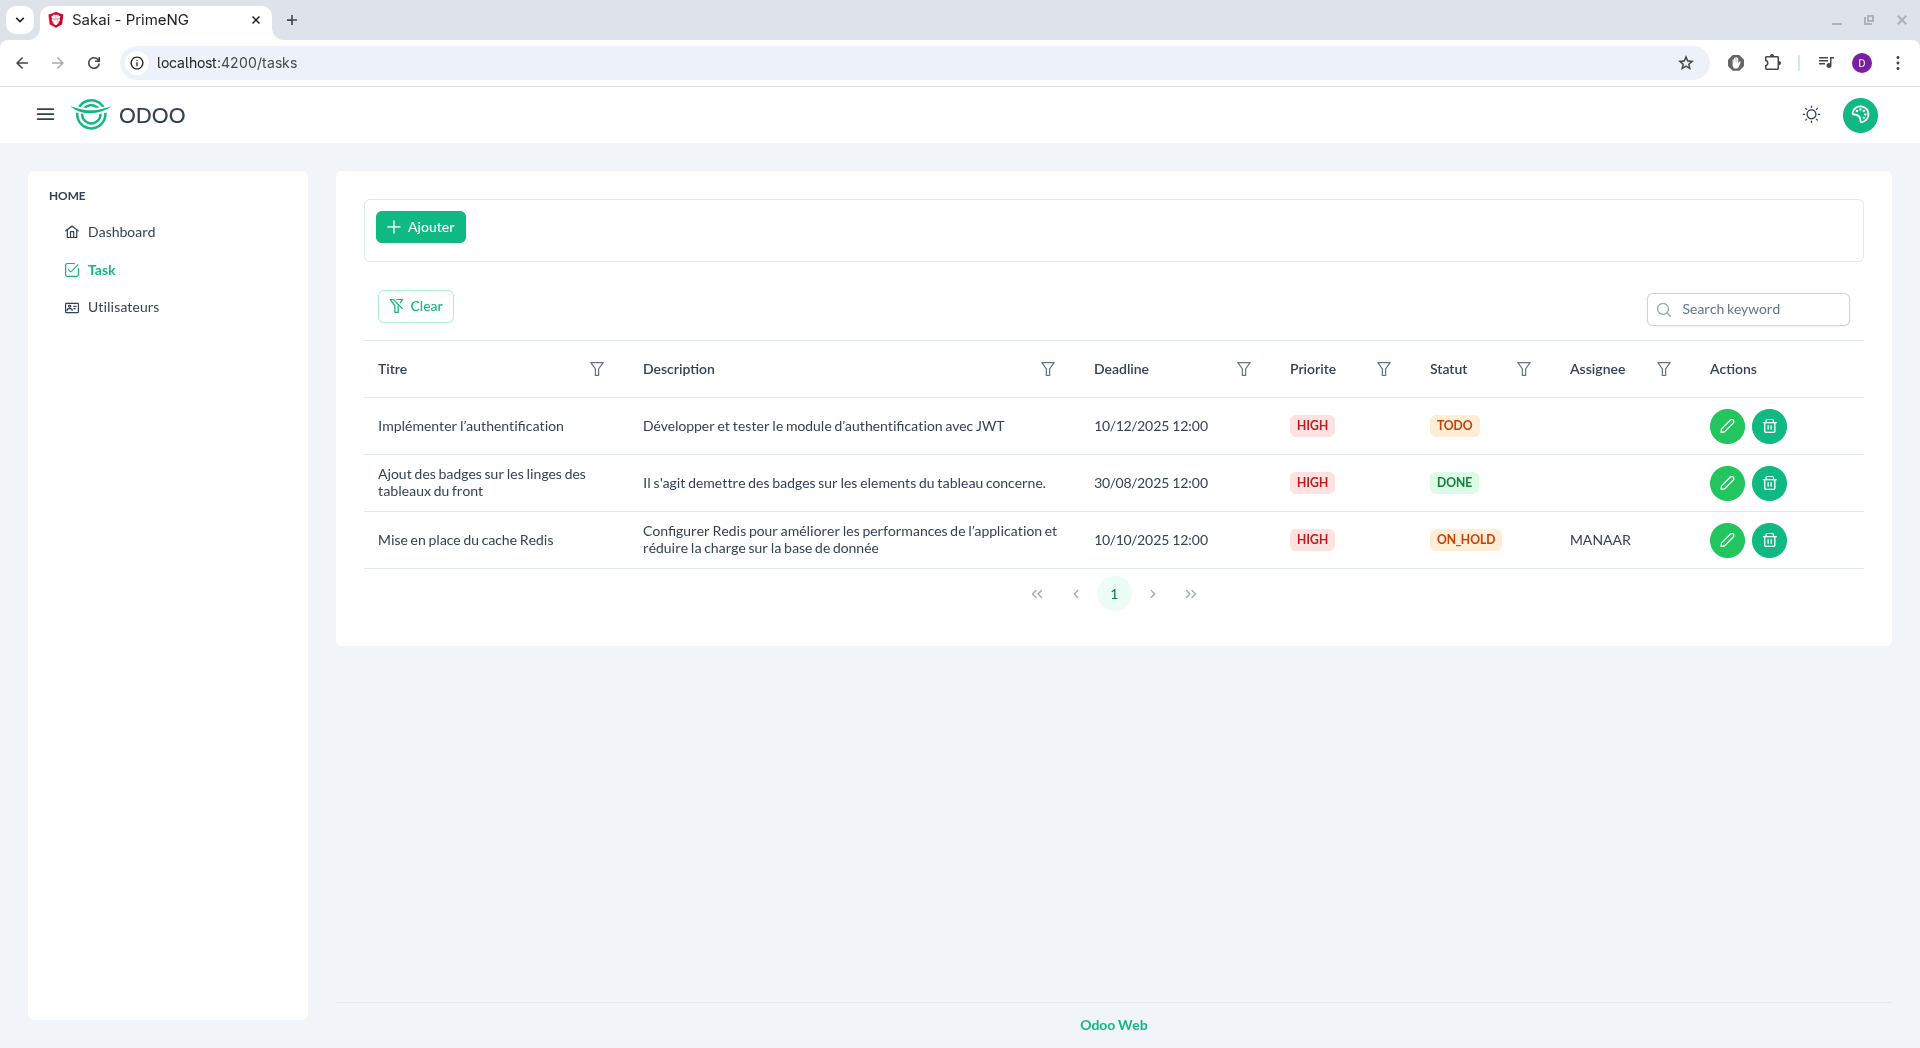 Sakai - PrimeNG
localhost:4200/tasks
D
ODOO
HOME
Dashboard
Task
Utilisateurs
Ajouter
Clear
Search keyword
Titre Description Deadline Priorite Statut Assignee Actions
Implémenter l’authentification Développer et tester le module d’authentification avec JWT 10/12/2025 12:00 HIGH TODO
Ajout des badges sur les linges des
tableaux du front
Il s'agit demettre des badges sur les elements du tableau concerne. 30/08/2025 12:00 HIGH DONE
Mise en place du cache Redis
Configurer Redis pour améliorer les performances de l’application et
réduire la charge sur la base de donnée
10/10/2025 12:00 HIGH ON_HOLD MANAAR
1
Odoo Web